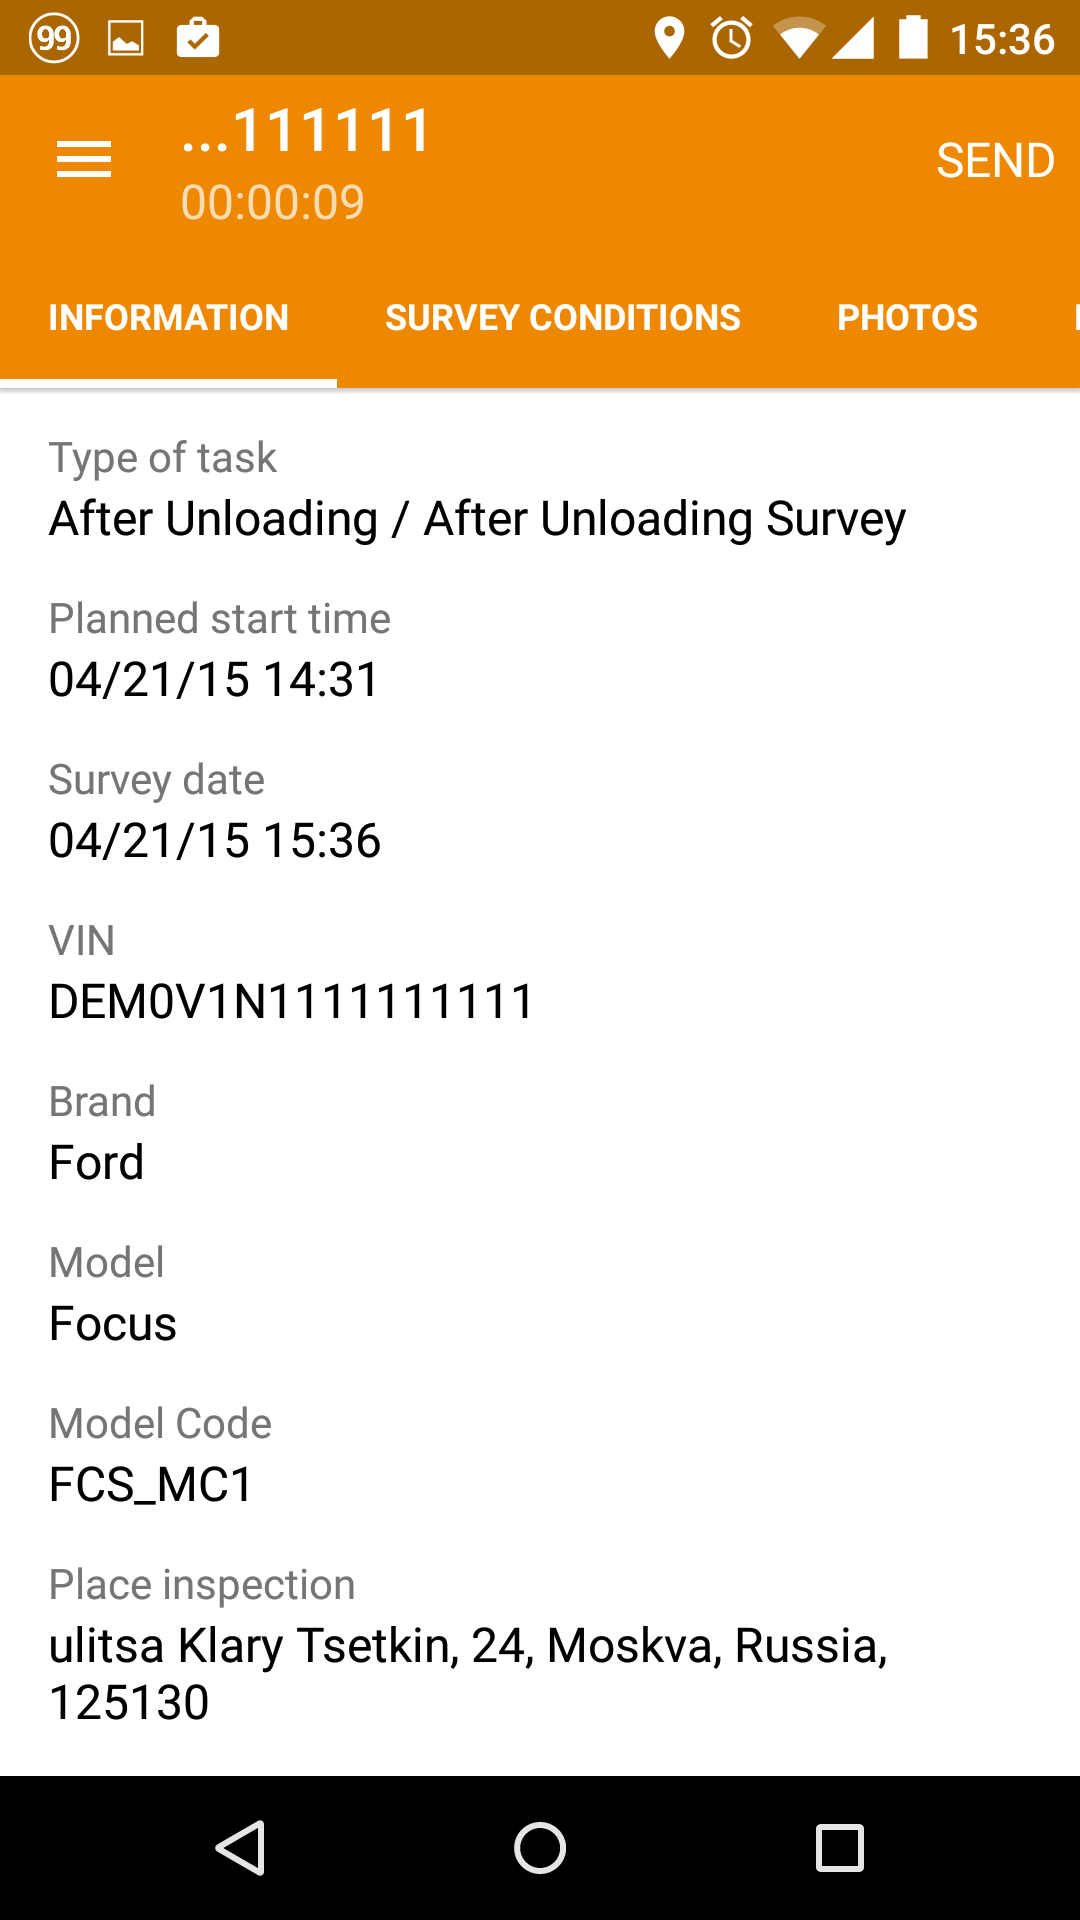 99
15:36
...111111
SEND
00:00:09
INFORMATION SURVEY CONDITIONS PHOTOS
Type of task
After Unloading / After Unloading Survey
Planned start time
04/21/15 14:31
Survey date
04/21/15 15:36
VIN
DEM0V1N1111111111
Brand
Ford
Model
Focus
Model Code
FCS_MC1
Place inspection
ulitsa Klary Tsetkin, 24, Moskva, Russia,
125130